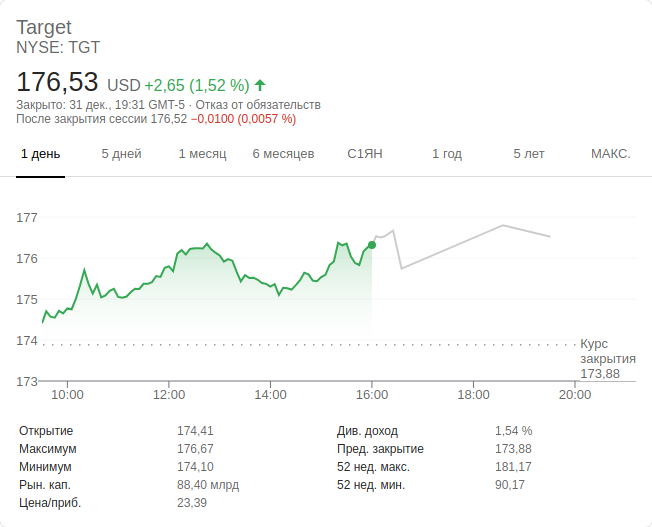 Target
NYSE: TGT
176,53 USD +2,65 (1,52 %)
Закрыто: 31 дек., 19:31 GMT-5 · Отказ от обязательств
После закрытия сессии 176,52 −0,0100 (0,0057 %)
1 день 5 дней 1 месяц 6 месяцев С1ЯН 1 год 5 лет МАКС.
177
176
175
174
Курс
закрытия
173,88
173
10:00 12:00 14:00 16:00 18:00 20:00
Открытие 174,41 Див. доход 1,54 %
Максимум 176,67 Пред. закрытие 173,88
Минимум 174,10 52 нед. макс. 181,17
Рын. кап. 88,40 млрд 52 нед. мин. 90,17
Цена/приб. 23,39